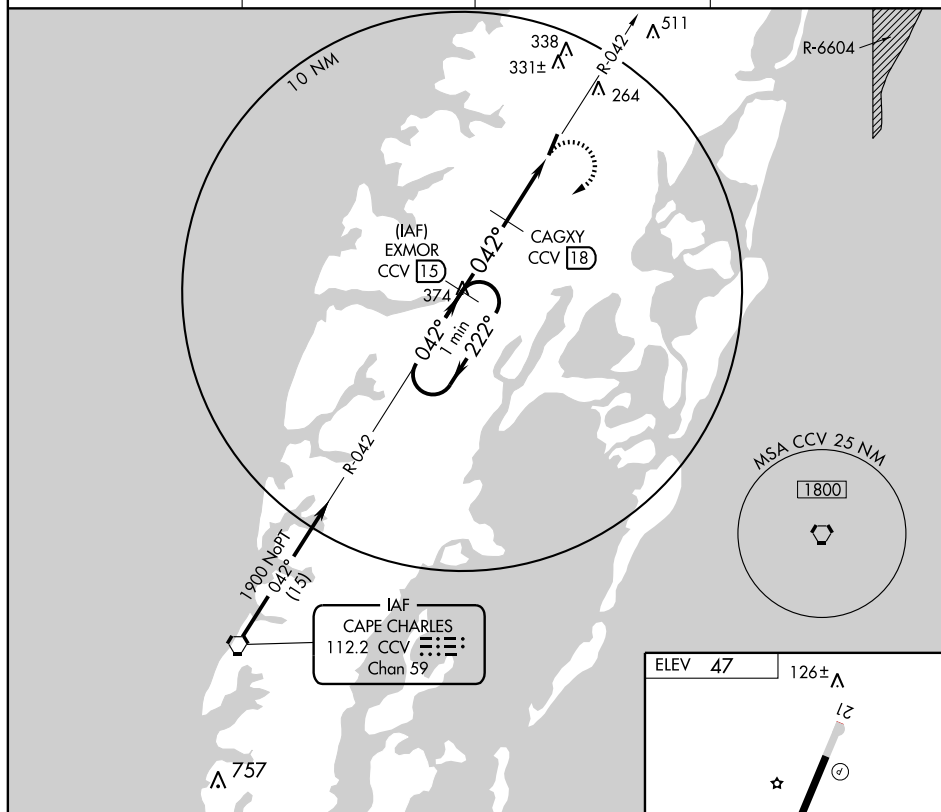 511
338
331±
R-042
R-6604
10 NM
264
(IAF)
EXMOR
CCV 15
042°
CAGXY
CCV 18
374
042°
1 min
222°
R-042
MSA CCV 25 NM
1800
1900 NoPT
042°
(15)
IAF
CAPE CHARLES
112.2 CCV
Chan 59
757
ELEV 47
126±
21
P